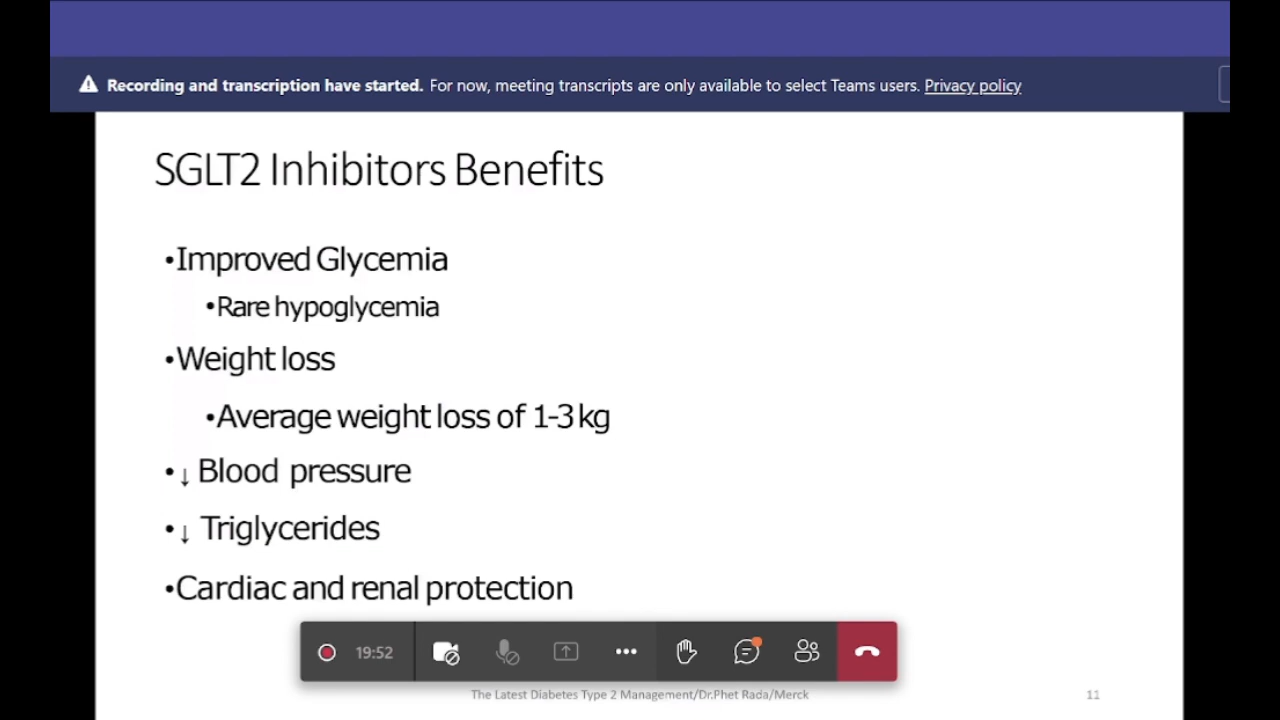 Recording and transcription have started. For now, meeting transcripts are only available to select Teams users. Privacy policy
SGLT2 Inhibitors Benefits
•Improved Glycemia
•Rare hypoglycemia
•Weight loss
•Average weight loss of 1-3 kg
•↓ Blood pressure
•↓ Triglycerides
•Cardiac and renal protection
19:52
The Latest Diabetes Type 2 Management/Dr.Phet Rada/Merck
11